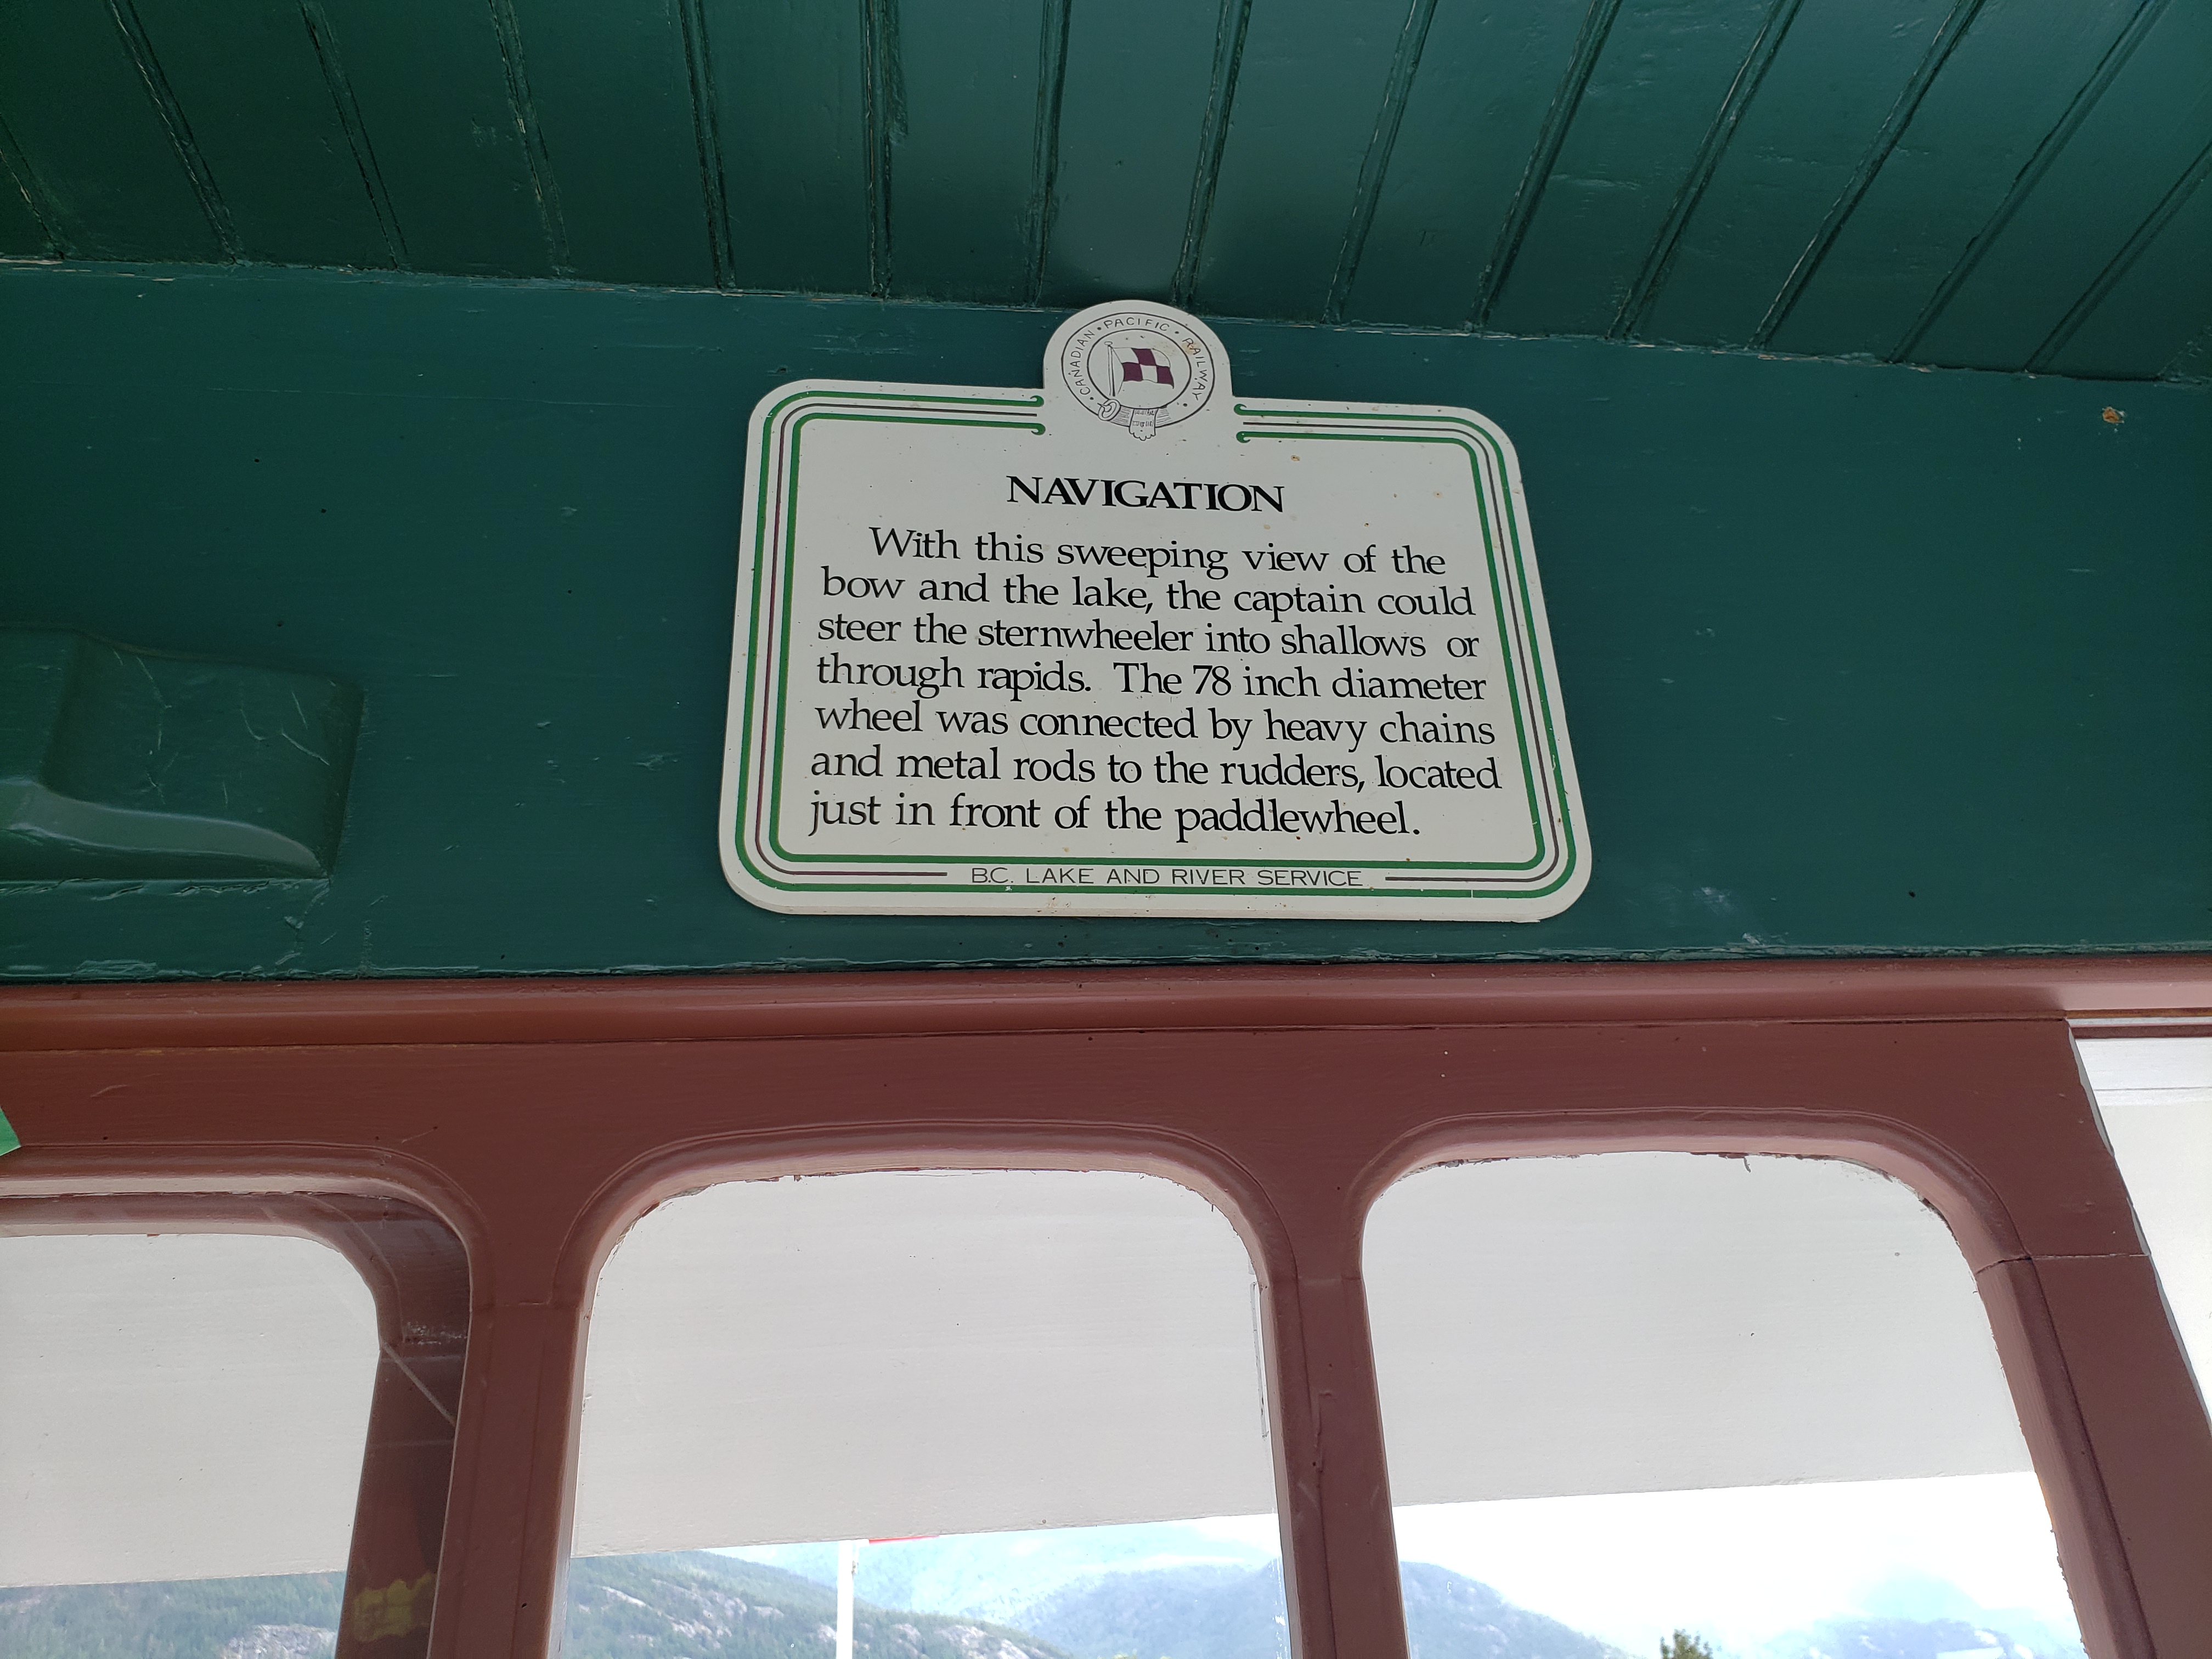 • CANADIAN • PACIFIC • RAILWAY •
NAVIGATION
With this sweeping view of the
bow and the lake, the captain could
steer the sternwheeler into shallows or
through rapids. The 78 inch diameter
wheel was connected by heavy chains
and metal rods to the rudders, located
just in front of the paddlewheel.
B.C. LAKE AND RIVER SERVICE